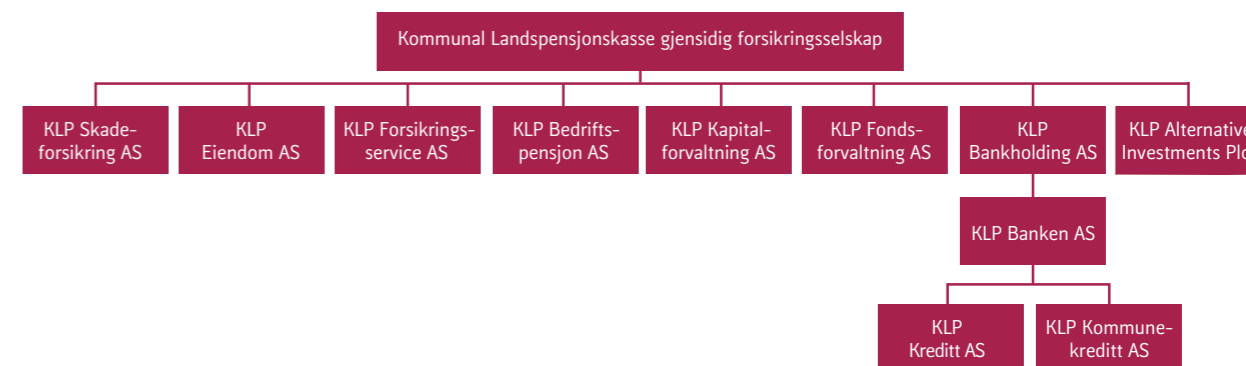 Kommunal Landspensjonskasse gjensidig forsikringsselskap
KLP Skade-
forsikring AS
KLP
Eiendom AS
KLP Forsikrings-
service AS
KLP Bedrifts-
pensjon AS
KLP Kapital-
forvaltning AS
KLP Fonds-
forvaltning AS
KLP
Bankholding AS
KLP Alternative
Investments Plc
KLP Banken AS
KLP
Kreditt AS
KLP Kommune-
kreditt AS